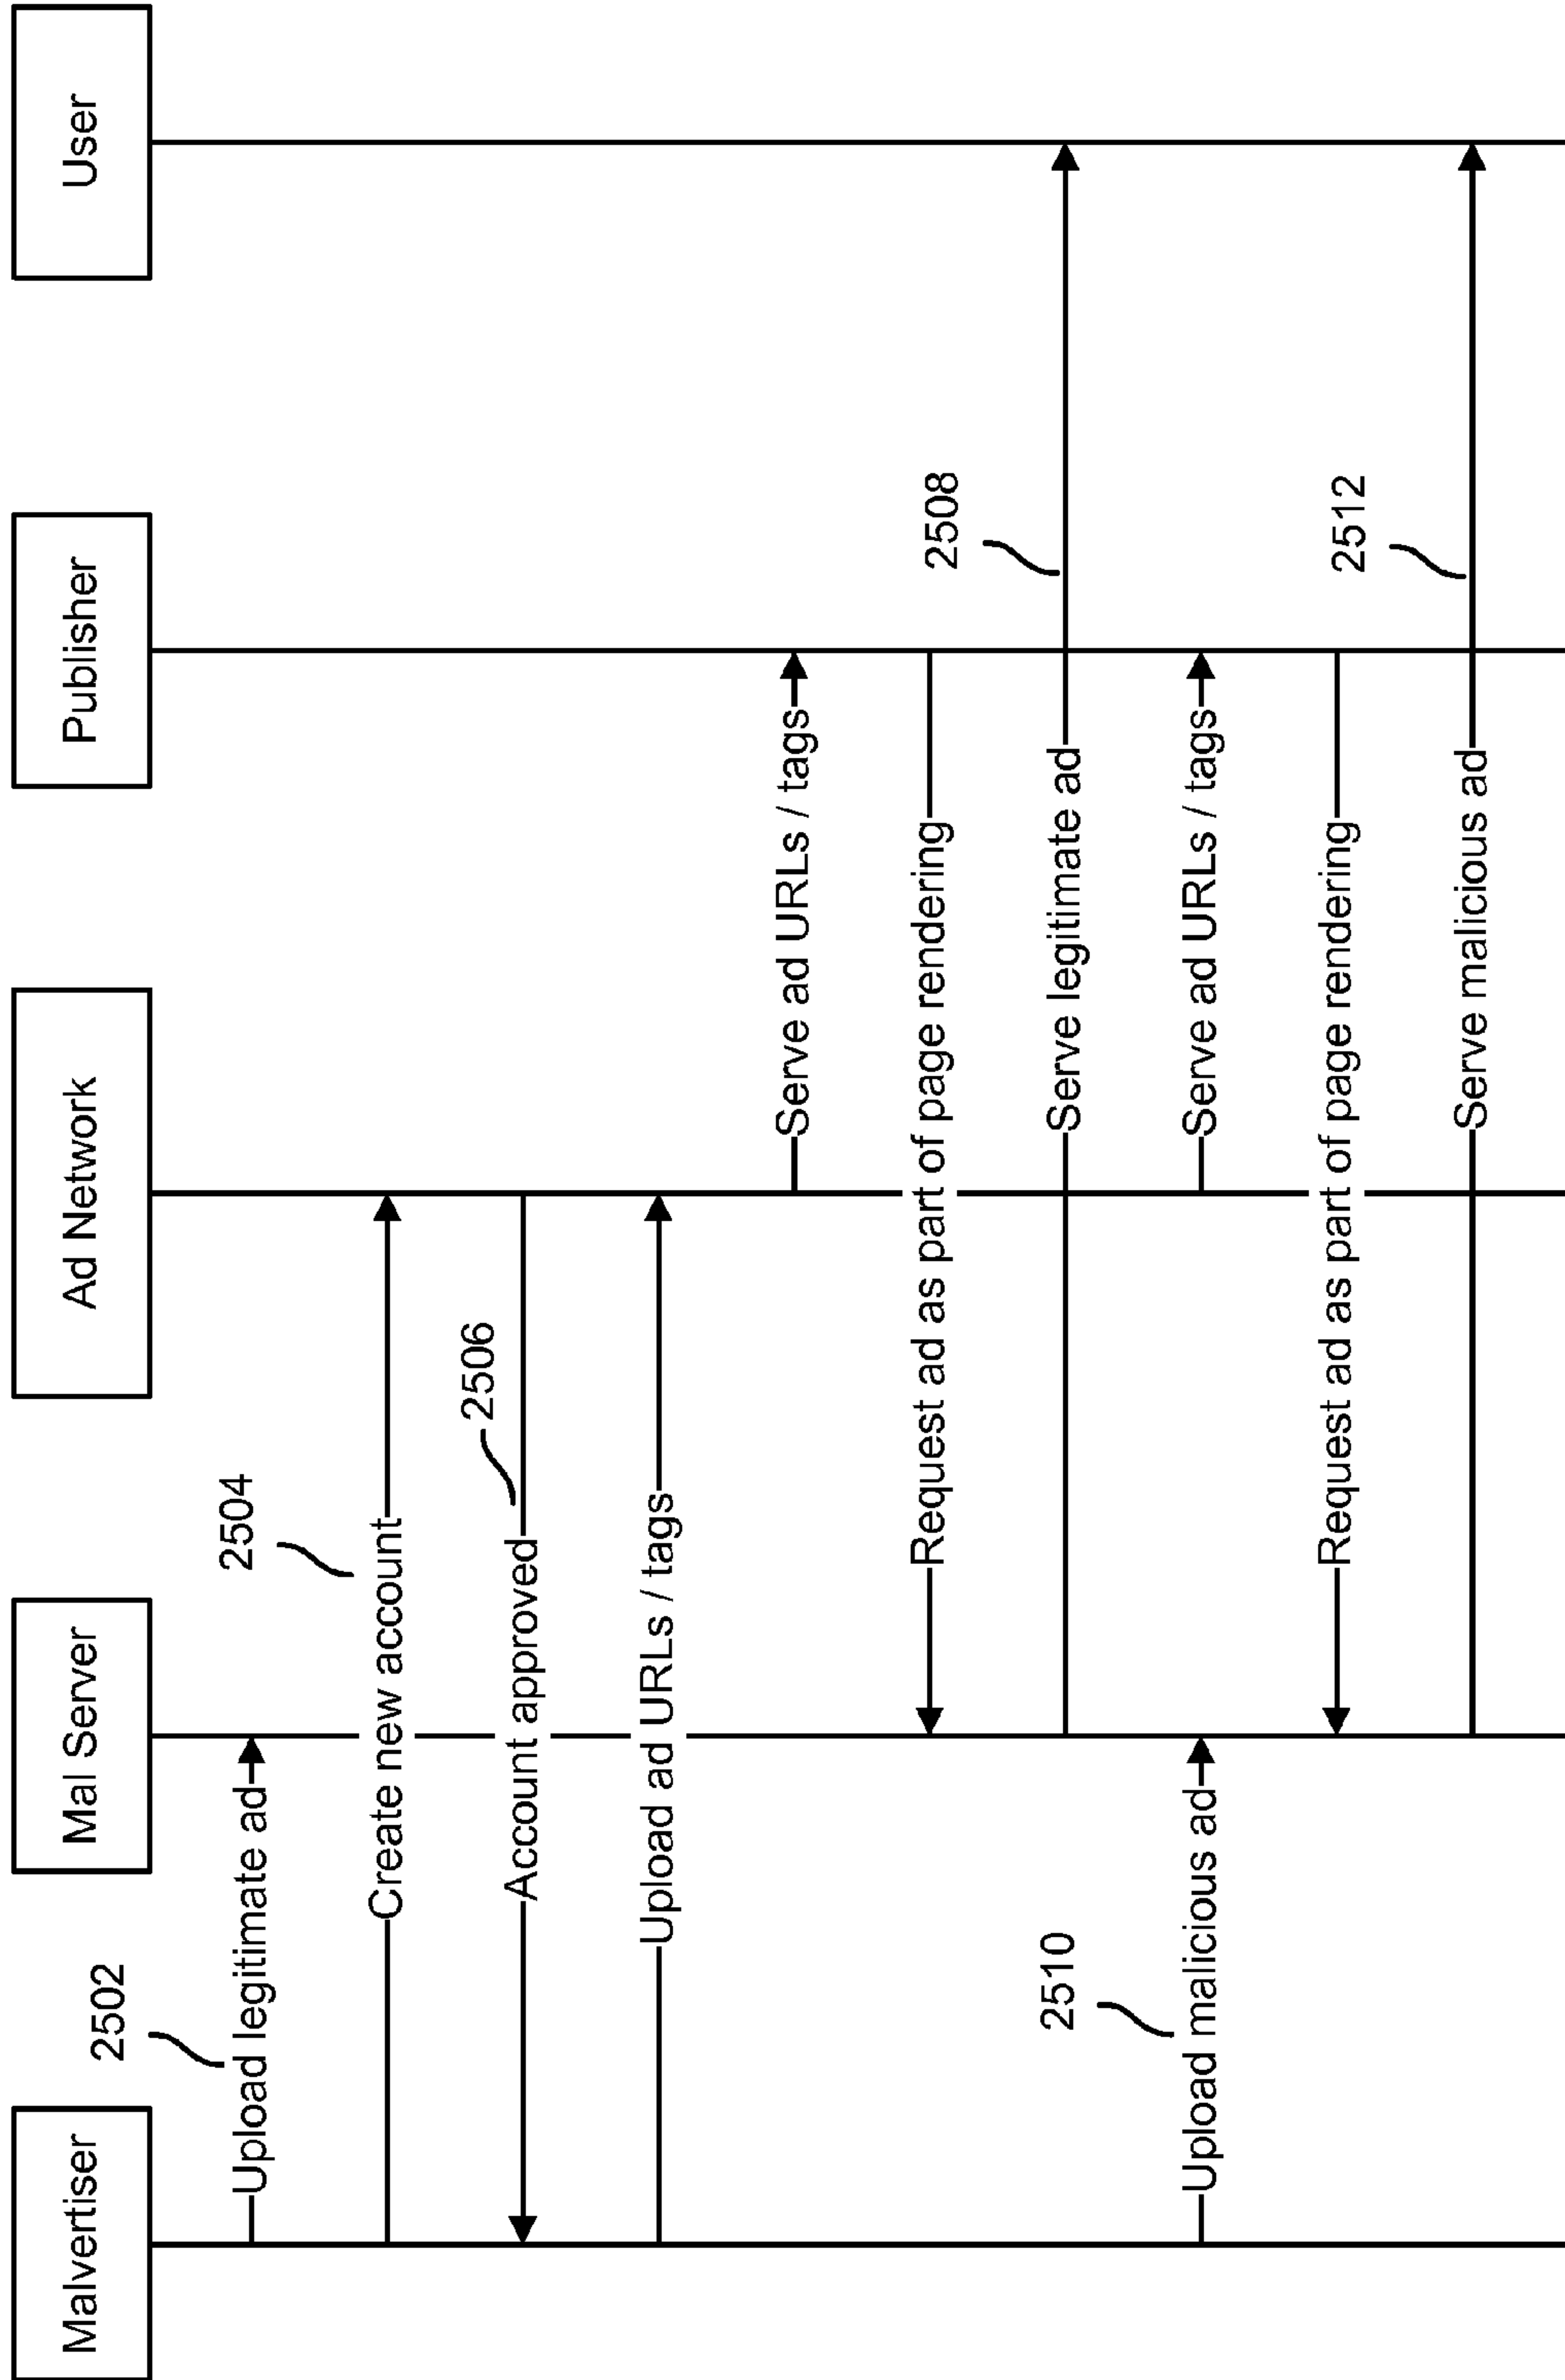 Malvertiser
Mal Server
Ad Network
Publisher
User
2502
Upload legitimate ad
2504
Create new account
2506
Account approved
Upload ad URLs / tags
Serve ad URLs / tags
Request ad as part of page rendering
2508
Serve legitimate ad
2510
Upload malicious ad
Serve ad URLs / tags
Request ad as part of page rendering
2512
Serve malicious ad